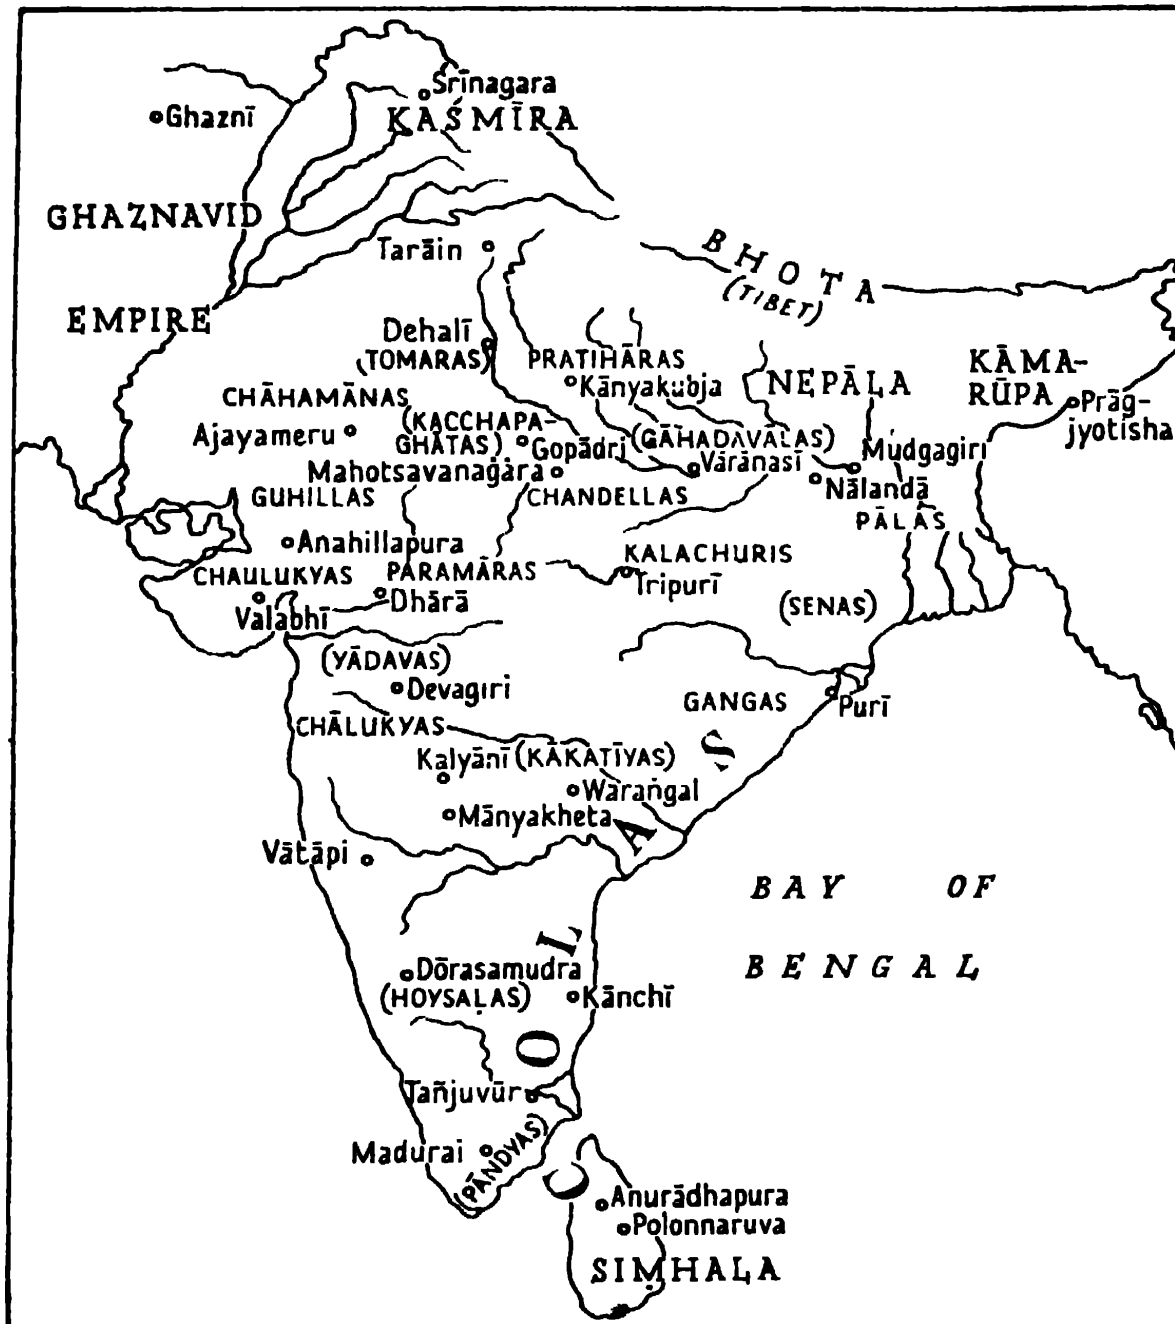 Śrīnagara
Ghaznī
KAŚMĪRA
GHAZNAVID
EMPIRE
Tarāin
BHOTA
(TIBET)
Dehalī
(TOMARAS)
PRATIHĀRAS
Kānyakubja
NEPĀLA
KĀMA-
RŪPA
Prāg-
jyotisha
CHĀHAMĀNAS
Ajayameru
(KACCHAPA-
GHĀTAS)
Gopādri
(GĀHADAVĀLAS)
Vārānasī
Mudgagiri
Mahotsavanagara
Nālandā
GUHILLAS
CHANDELLAS
PĀLAS
Anahillapura
CHAULUKYAS
PARAMĀRAS
KALACHURIS
Tripurī
Valabhī
Dhārā
(SENAS)
(YĀDAVAS)
Devagiri
GANGAS
Purī
CHĀLUKYAS
Kalyānī
(KĀKATĪYAS)
Warangal
Mānyakheta
Vātāpi
BAY OF
BENGAL
Dōrasamudra
(HOYSAḶAS)
Kānchī
COLAS
Tañjuvūr
Madurai
(PĀNDYAS)
Anurādhapura
Polonnaruva
SIṂHAḶA